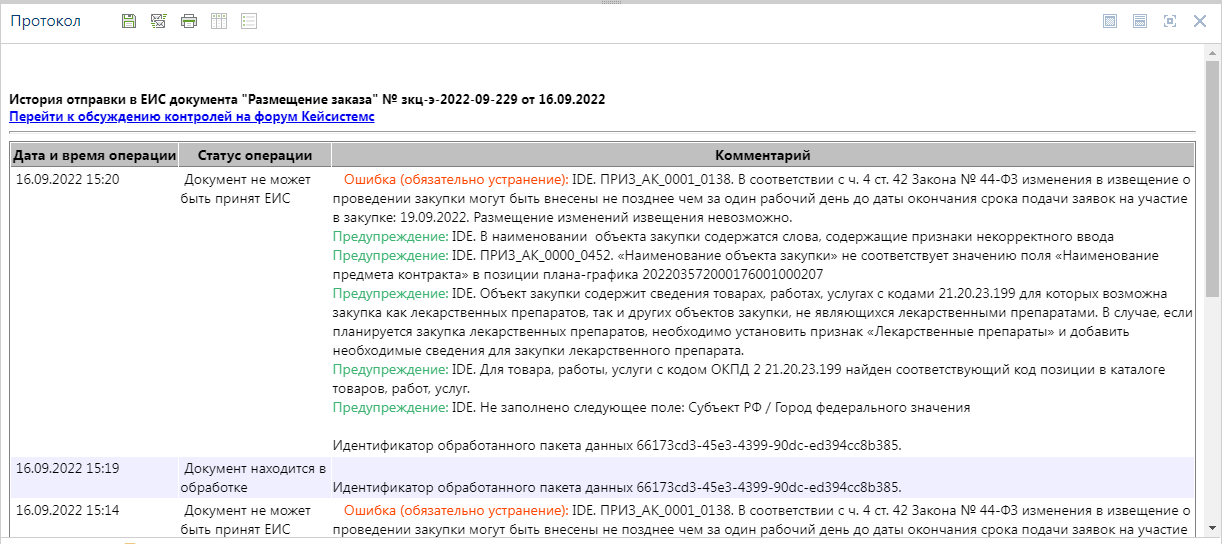 Протокол
История отправки в ЕИС документа "Размещение заказа" № зкц-э-2022-09-229 от 16.09.2022
Перейти к обсуждению контролей на форум Кейсистемс
Дата и время операции Статус операции Комментарий
16.09.2022 15:20 Документ не может быть принят ЕИС
Ошибка (обязательно устранение): IDE. ПРИЗ_АК_0001_0138. В соответствии с ч. 4 ст. 42 Закона № 44-ФЗ изменения в извещение о
проведении закупки могут быть внесены не позднее чем за один рабочий день до даты окончания срока подачи заявок на участие
в закупке: 19.09.2022. Размещение изменений извещения невозможно.
Предупреждение: IDE. В наименовании объекта закупки содержатся слова, содержащие признаки некорректного ввода
Предупреждение: IDE. ПРИЗ_АК_0000_0452. «Наименование объекта закупки» не соответствует значению поля «Наименование
предмета контракта» в позиции плана-графика 202203572000176001000207
Предупреждение: IDE. Объект закупки содержит сведения товарах, работах, услугах с кодами 21.20.23.199 для которых возможна
закупка как лекарственных препаратов, так и других объектов закупки, не являющихся лекарственными препаратами. В случае, если
планируется закупка лекарственных препаратов, необходимо установить признак «Лекарственные препараты» и добавить
необходимые сведения для закупки лекарственного препарата.
Предупреждение: IDE. Для товара, работы, услуги с кодом ОКПД 2 21.20.23.199 найден соответствующий код позиции в каталоге
товаров, работ, услуг.
Предупреждение: IDE. Не заполнено следующее поле: Субъект РФ / Город федерального значения
Идентификатор обработанного пакета данных 66173cd3-45e3-4399-90dc-ed394cc8b385.
16.09.2022 15:19 Документ находится в обработке
Идентификатор обработанного пакета данных 66173cd3-45e3-4399-90dc-ed394cc8b385.
16.09.2022 15:14 Документ не может быть принят ЕИС
Ошибка (обязательно устранение): IDE. ПРИЗ_АК_0001_0138. В соответствии с ч. 4 ст. 42 Закона № 44-ФЗ изменения в извещение о
проведении закупки могут быть внесены не позднее чем за один рабочий день до даты окончания срока подачи заявок на участие